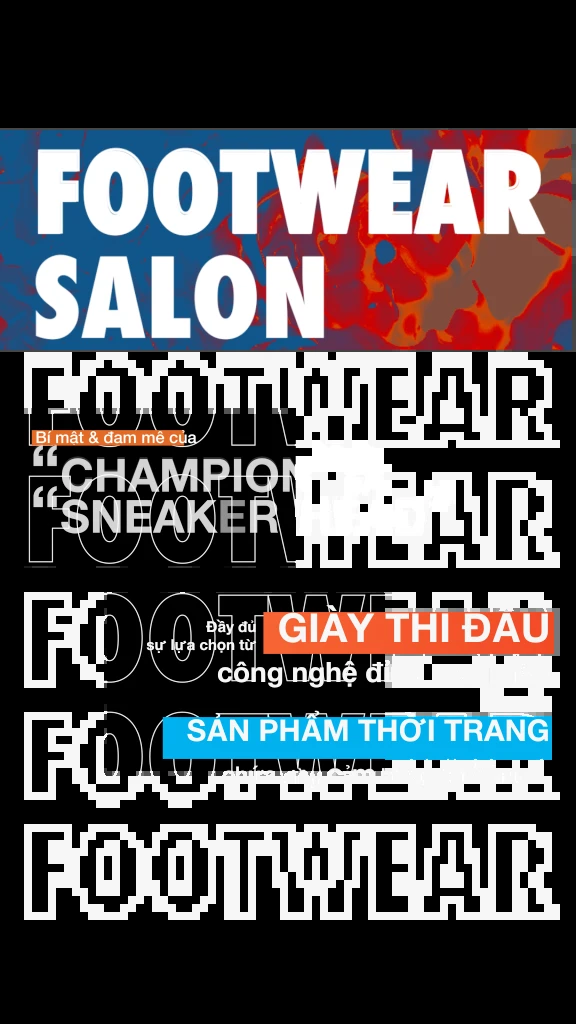 FOOTWEAR
SALON
FOOTWEAR
Bí mật & đam mê của
“CHAMPION
“SNEAKER
FOOTWEAR
Đầy đủ
GIÀY THI ĐẤU
sự lựa chọn từ
công nghệ
FOOTWEAR
SẢN PHẨM THỜI TRANG
FOOTWEAR
FOOTWEAR